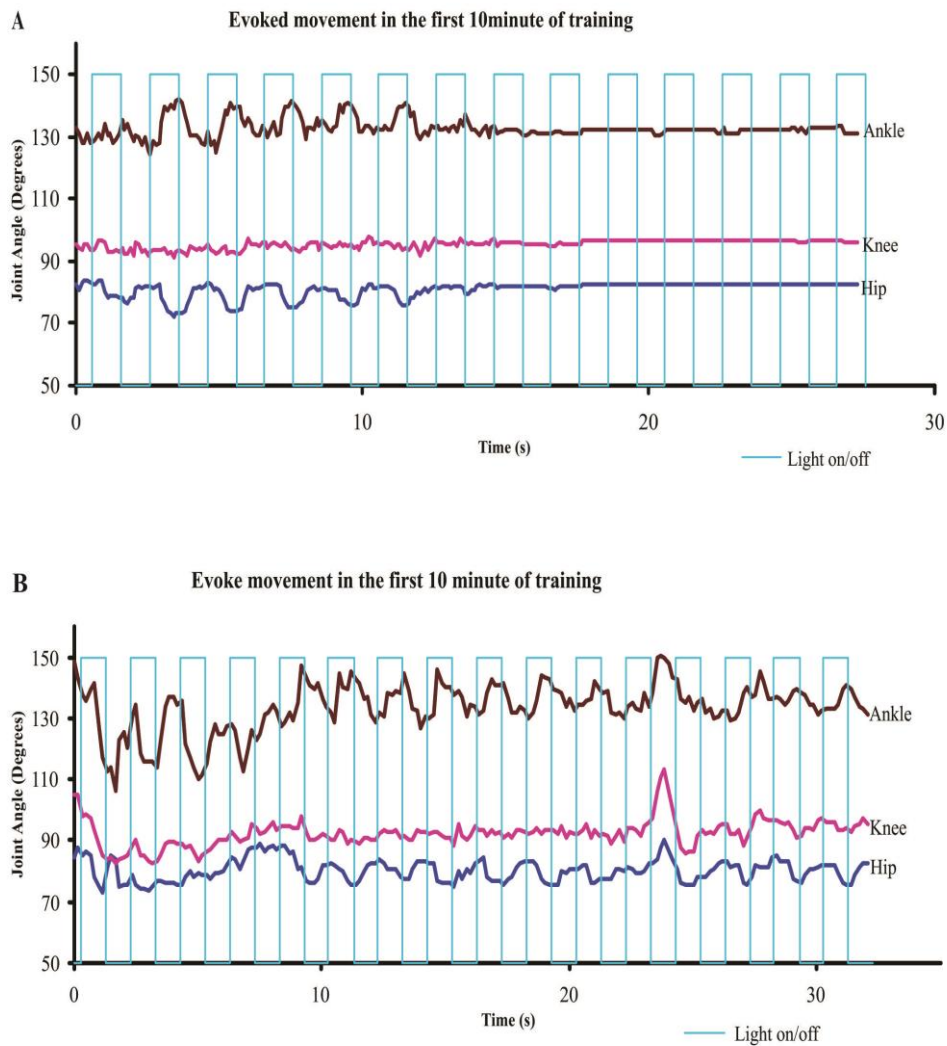 A
Evoked movement in the first 10minute of training
150
130
110
90
70
50
Joint Angle (Degrees)
Ankle
Knee
Hip
0
10
20
30
Time (s)
Light on/off
B
Evoke movement in the first 10 minute of training
150
130
110
90
70
50
Joint Angle (Degrees)
Ankle
Knee
Hip
0
10
20
30
Time (s)
Light on/off